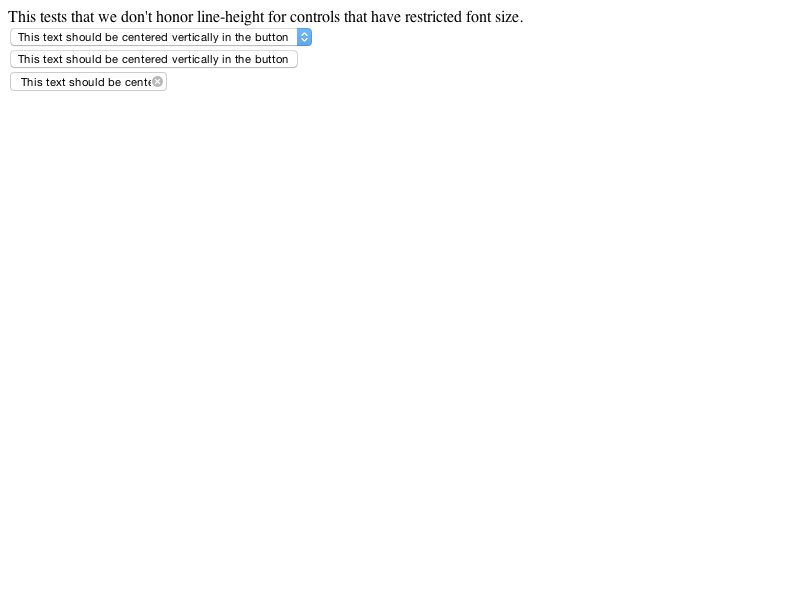 This tests that we don't honor line-height for controls that have restricted font size.
This text should be centered vertically in the button
This text should be centered vertically in the button
This text should be cente